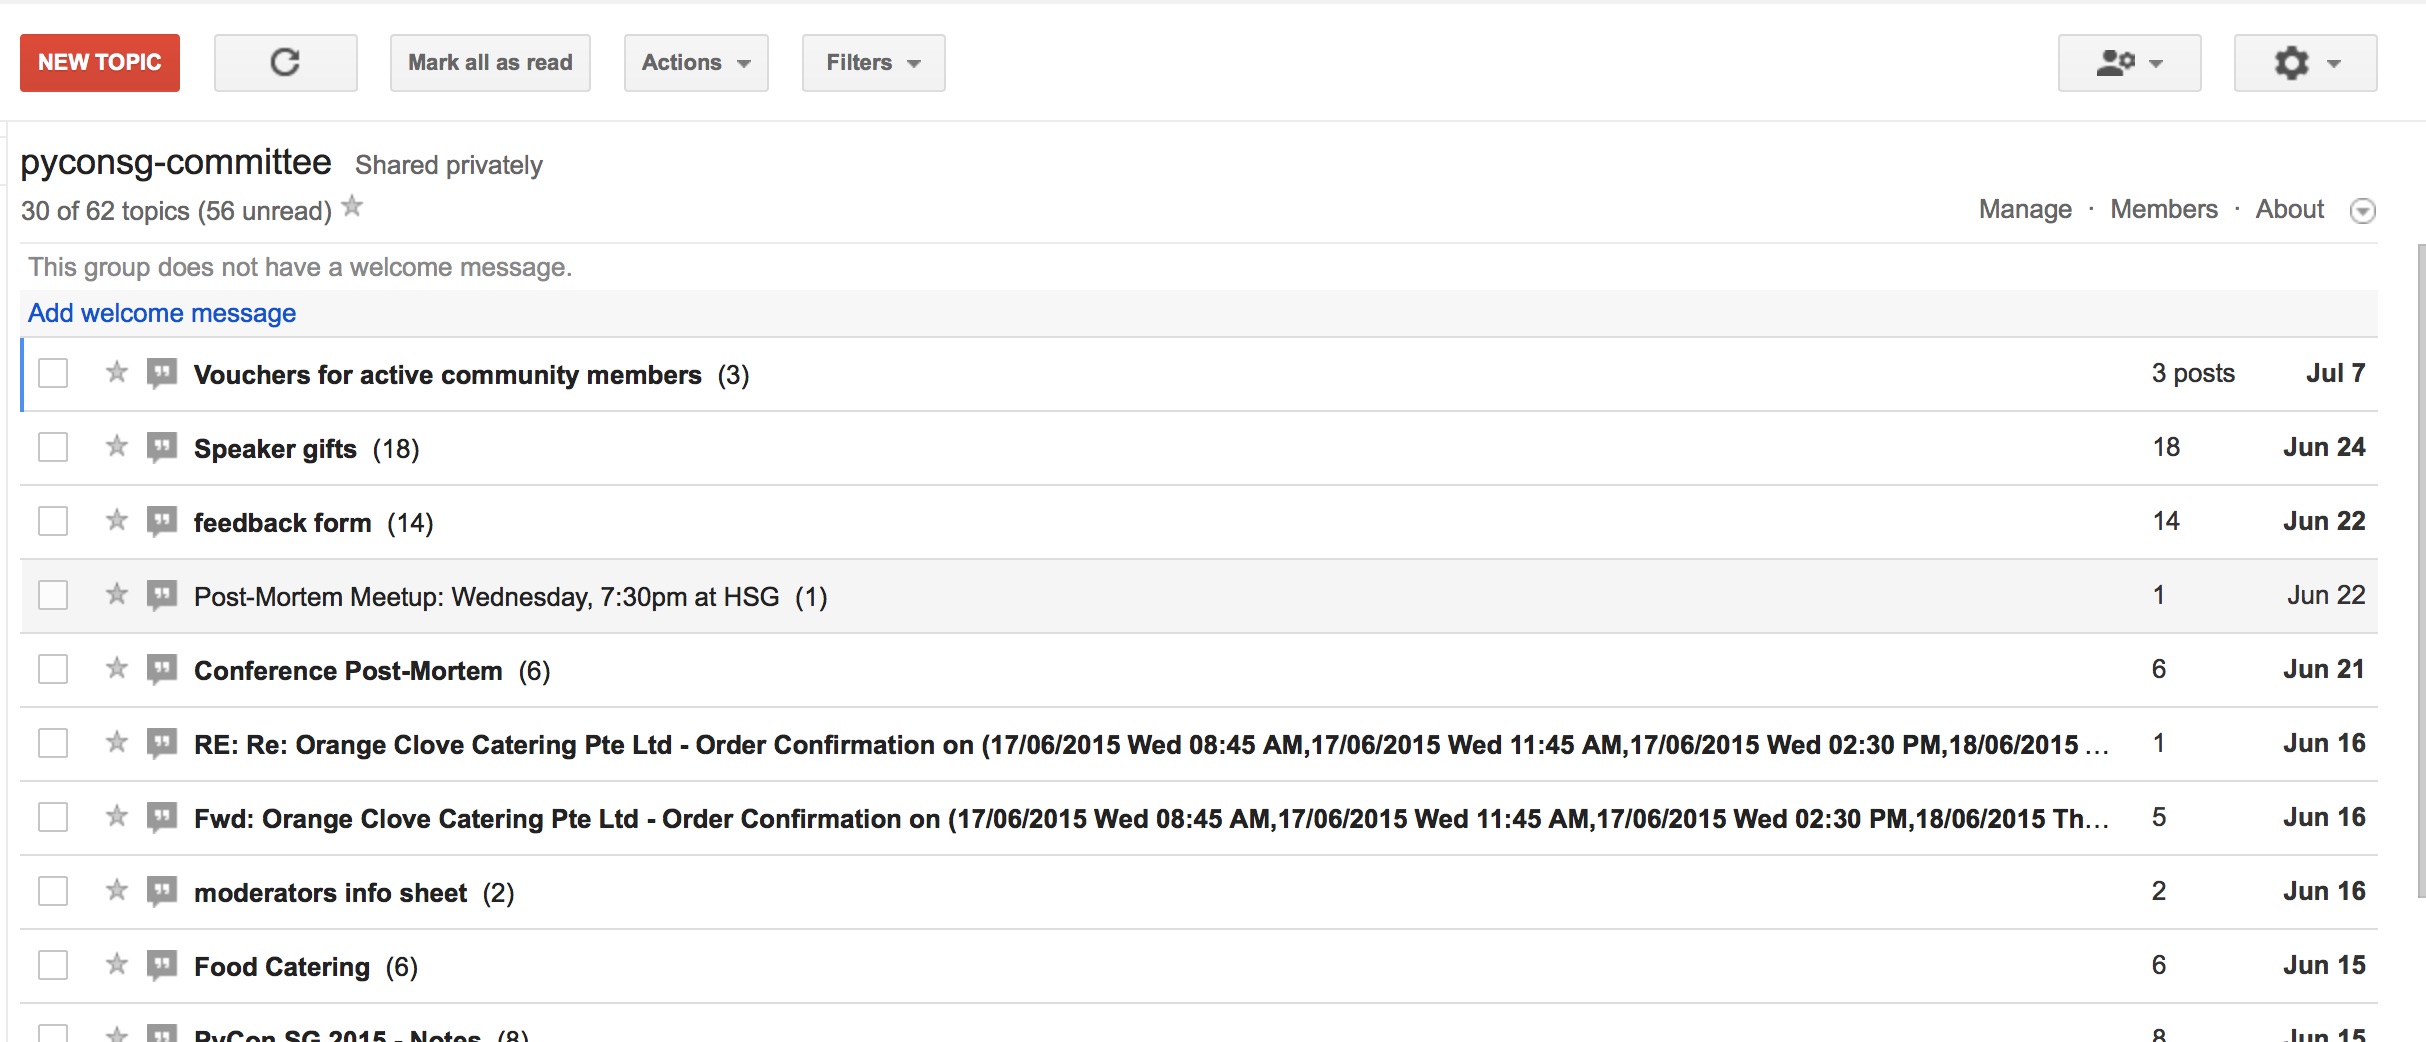 NEW TOPIC Mark all as read Actions Filters
pyconsg-committee Shared privately
30 of 62 topics (56 unread)
Manage · Members · About
This group does not have a welcome message.
Add welcome message
Vouchers for active community members (3) 3 posts Jul 7
Speaker gifts (18) 18 Jun 24
feedback form (14) 14 Jun 22
Post-Mortem Meetup: Wednesday, 7:30pm at HSG (1) 1 Jun 22
Conference Post-Mortem (6) 6 Jun 21
RE: Re: Orange Clove Catering Pte Ltd - Order Confirmation on (17/06/2015 Wed 08:45 AM,17/06/2015 Wed 11:45 AM,17/06/2015 Wed 02:30 PM,18/06/2015 ... 1 Jun 16
Fwd: Orange Clove Catering Pte Ltd - Order Confirmation on (17/06/2015 Wed 08:45 AM,17/06/2015 Wed 11:45 AM,17/06/2015 Wed 02:30 PM,18/06/2015 Th... 5 Jun 16
moderators info sheet (2) 2 Jun 16
Food Catering (6) 6 Jun 15
PyCon SG 2015 - Notes (8) 8 Jun 15